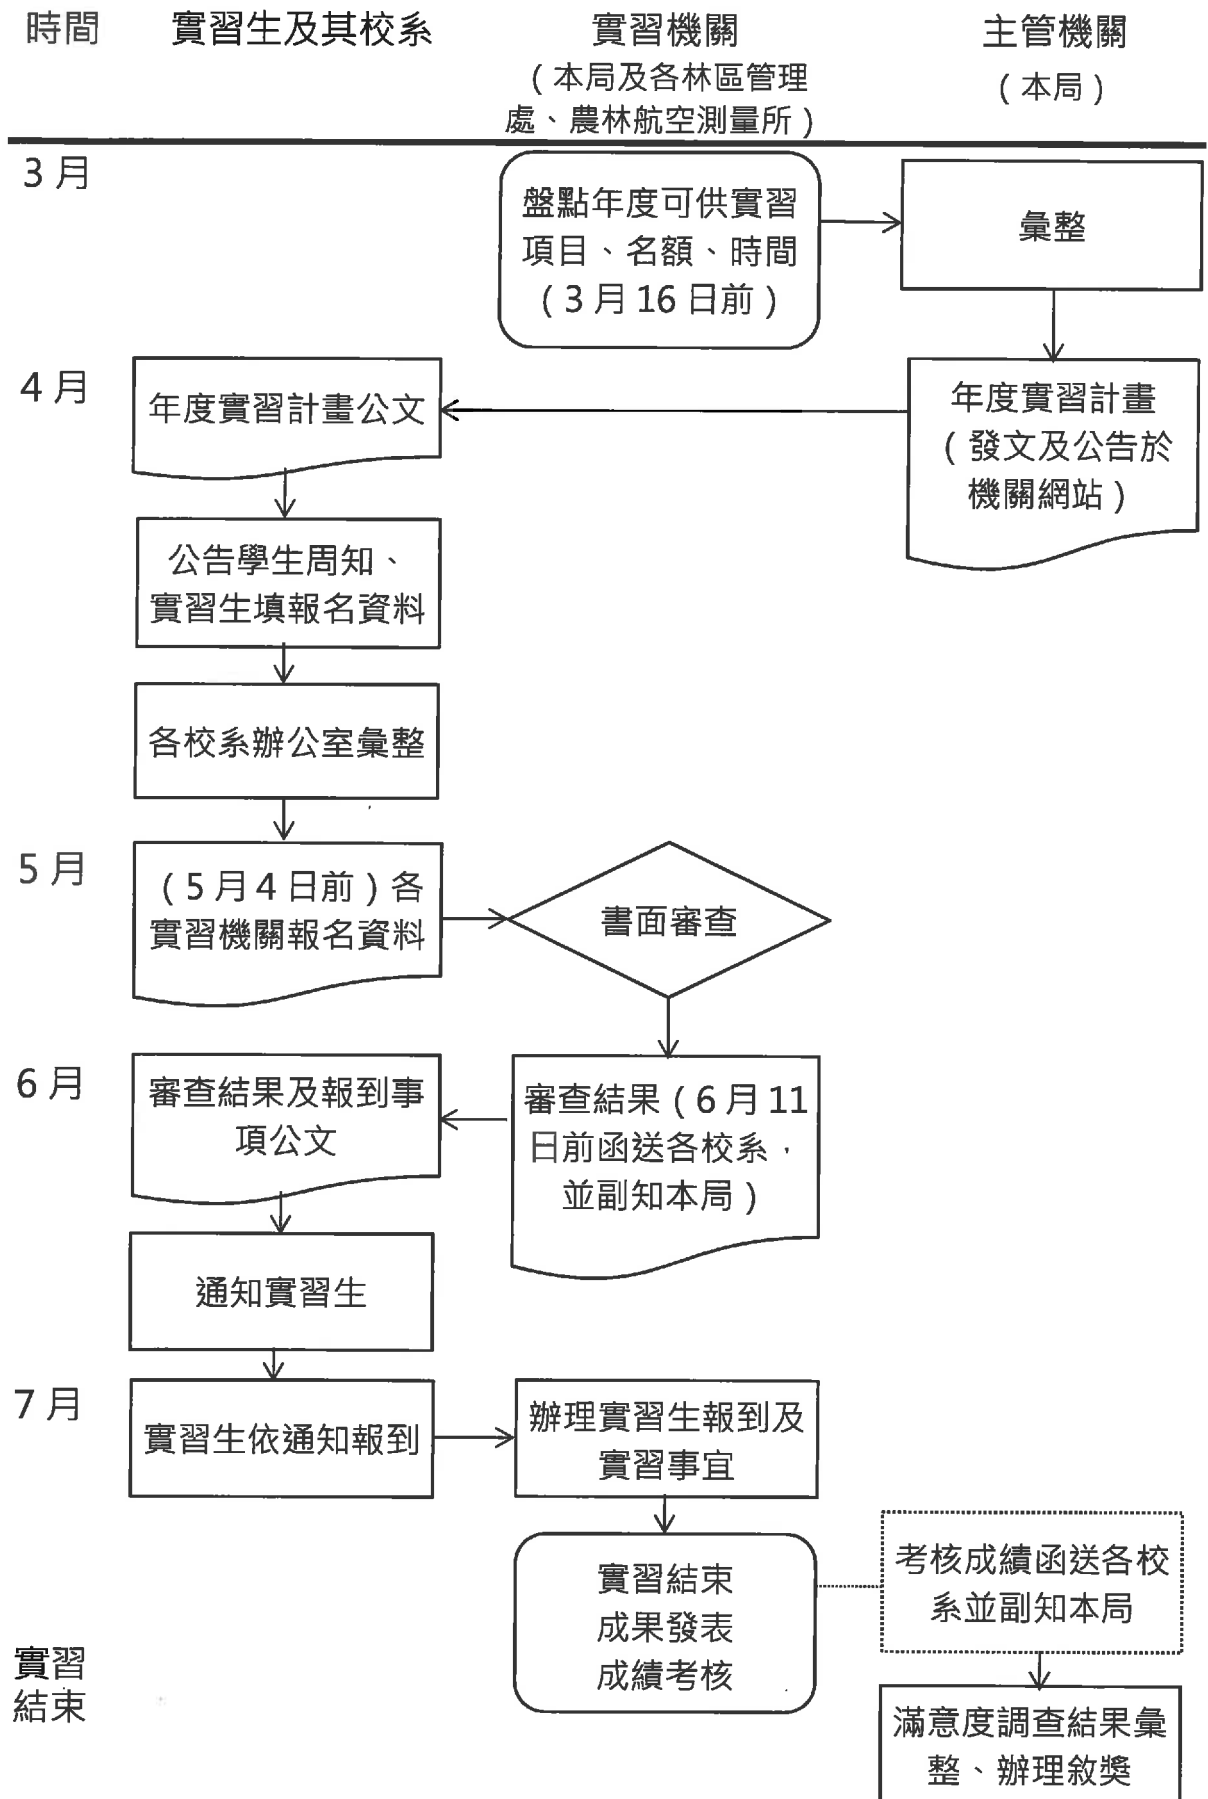 時間
實習生及其校系
實習機關
（本局及各林區管理
處、農林航空測量所）
主管機關
（本局）
3 月
盤點年度可供實習
項目、名額、時間
（3 月 16 日前）
彙整
4 月
年度實習計畫公文
年度實習計畫
（發文及公告於
機關網站）
公告學生周知、
實習生填報名資料
各校系辦公室彙整
5 月
（5 月 4 日前）各
實習機關報名資料
書面審查
6 月
審查結果及報到事
項公文
審查結果（6 月 11
日前函送各校系，
並副知本局）
通知實習生
7 月
實習生依通知報到
辦理實習生報到及
實習事宜
實習結束
成果發表
成績考核
考核成績函送各校
系並副知本局
實習
結束
滿意度調查結果彙
整、辦理敘獎